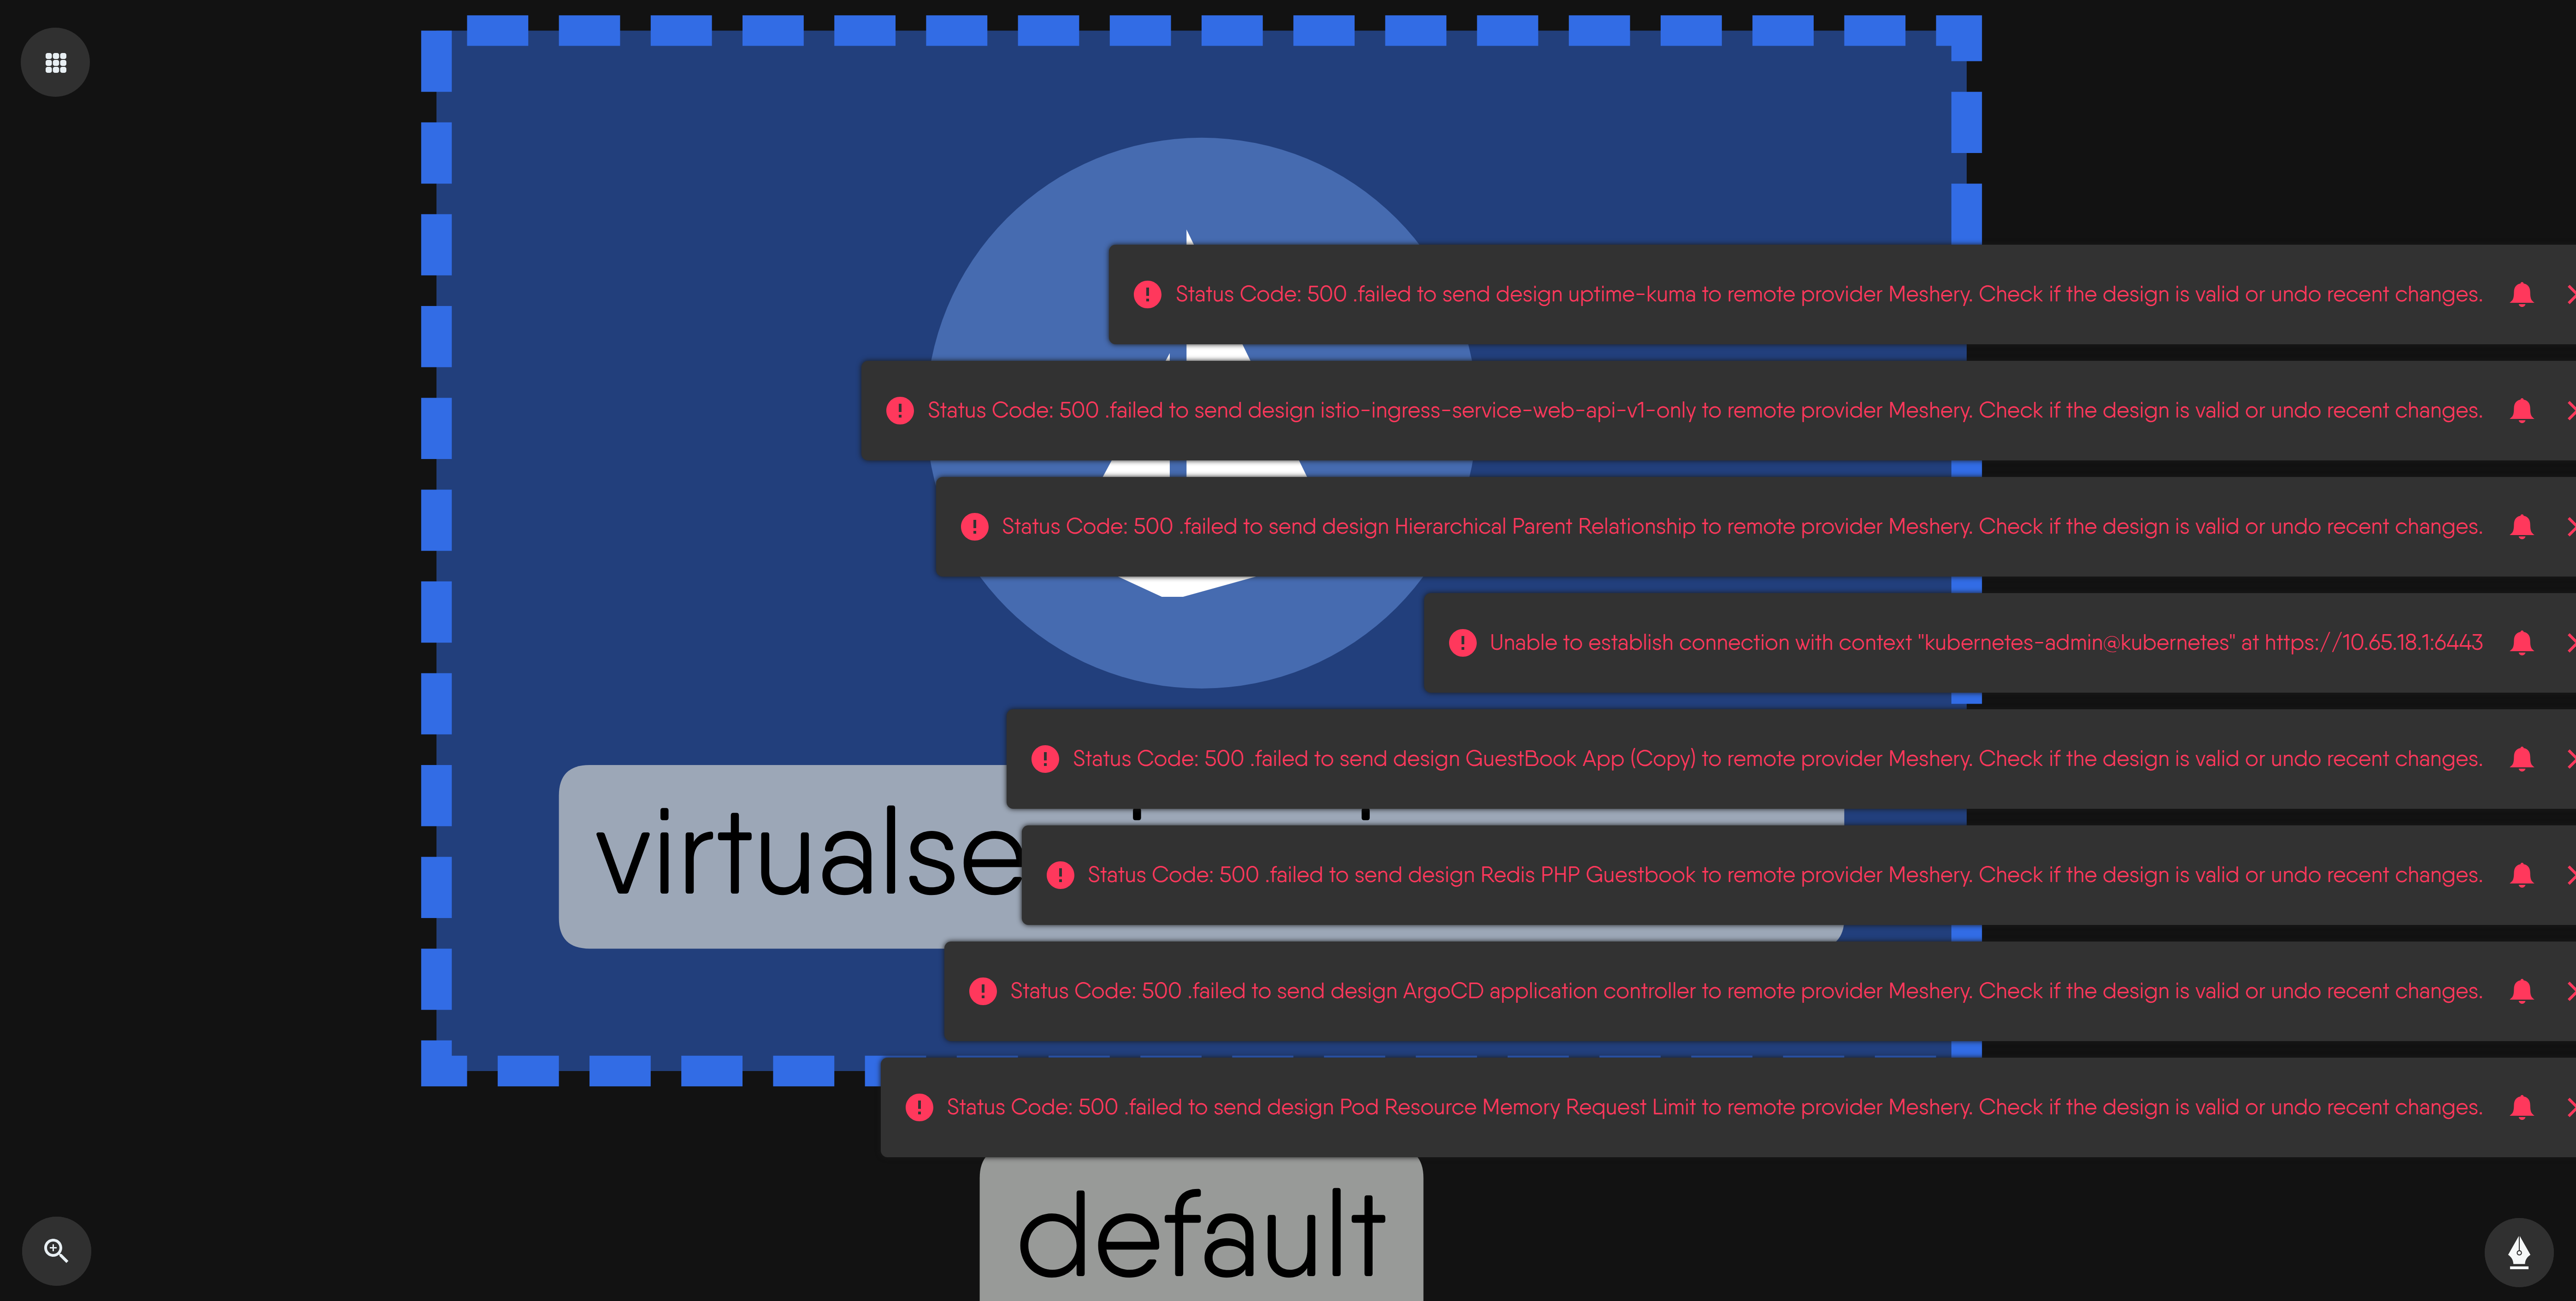 Status Code: 500 .failed to send design uptime-kuma to remote provider Meshery. Check if the design is valid or undo recent changes.
Status Code: 500 .failed to send design istio-ingress-service-web-api-v1-only to remote provider Meshery. Check if the design is valid or undo recent changes.
Status Code: 500 .failed to send design Hierarchical Parent Relationship to remote provider Meshery. Check if the design is valid or undo recent changes.
Unable to establish connection with context "kubernetes-admin@kubernetes" at https://10.65.18.1:6443
Status Code: 500 .failed to send design GuestBook App (Copy) to remote provider Meshery. Check if the design is valid or undo recent changes.
Status Code: 500 .failed to send design Redis PHP Guestbook to remote provider Meshery. Check if the design is valid or undo recent changes.
virtualse
Status Code: 500 .failed to send design ArgoCD application controller to remote provider Meshery. Check if the design is valid or undo recent changes.
Status Code: 500 .failed to send design Pod Resource Memory Request Limit to remote provider Meshery. Check if the design is valid or undo recent changes.
default